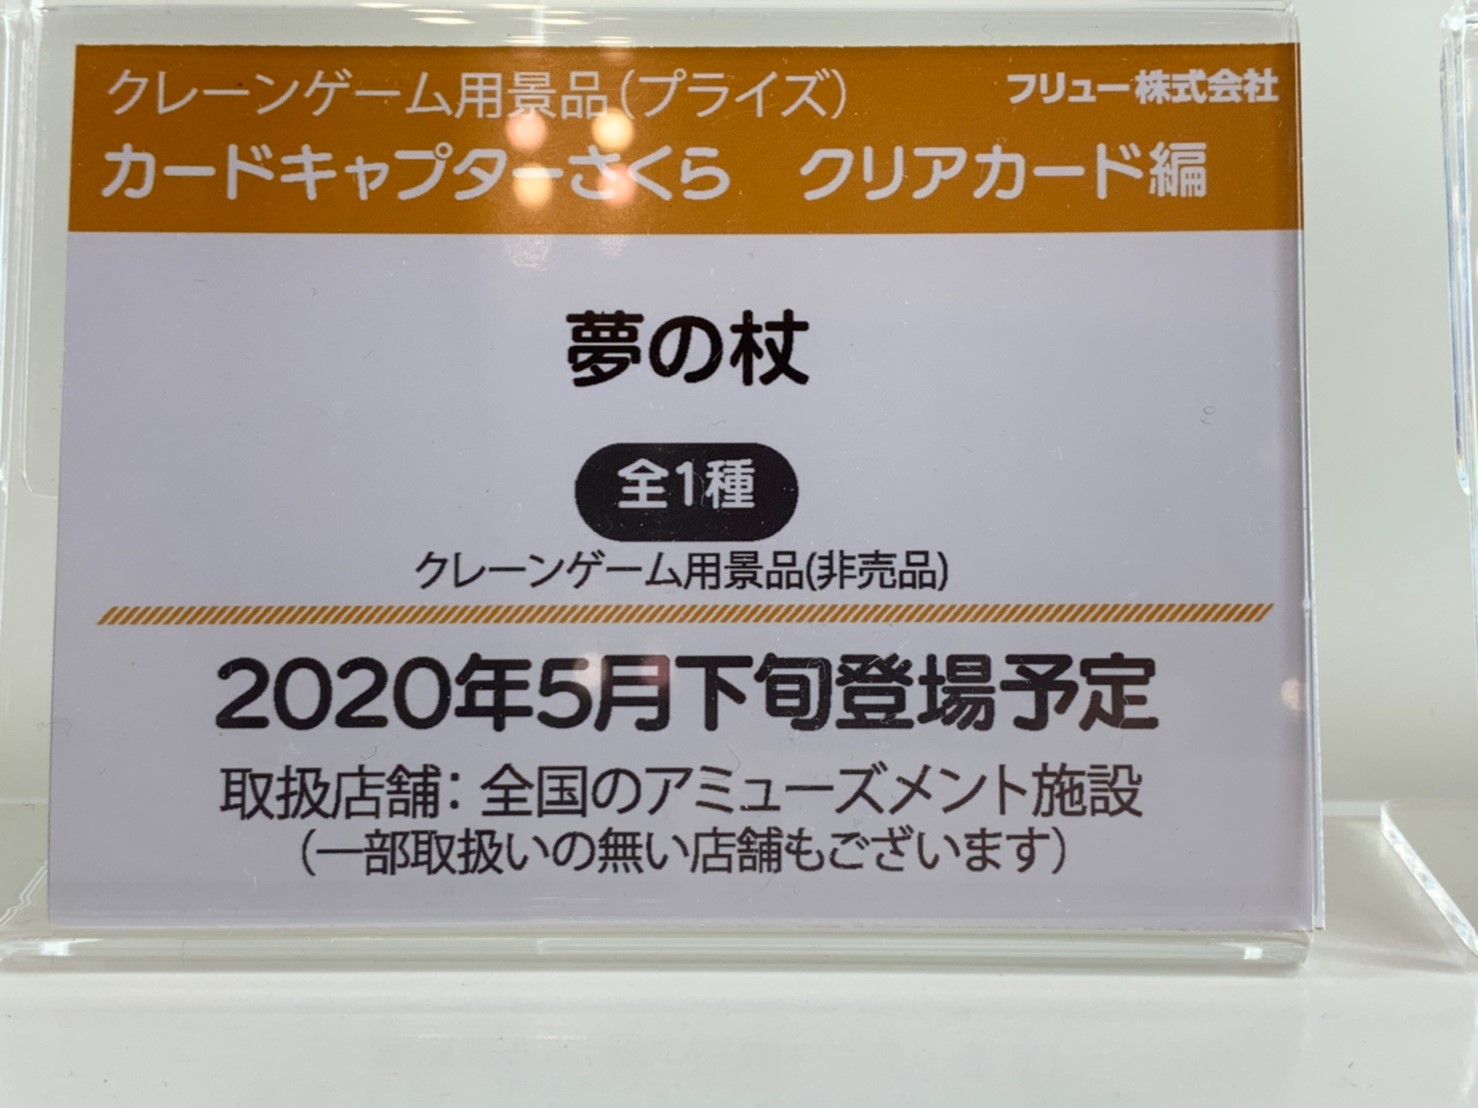 クレーンゲーム用景品(プライズ)
フリュー株式会社
カードキャプターさくら　クリアカード編
夢の杖
全1種
クレーンゲーム用景品(非売品)
2020年5月下旬登場予定
取扱店舗：全国のアミューズメント施設
(一部取扱いの無い店舗もございます)